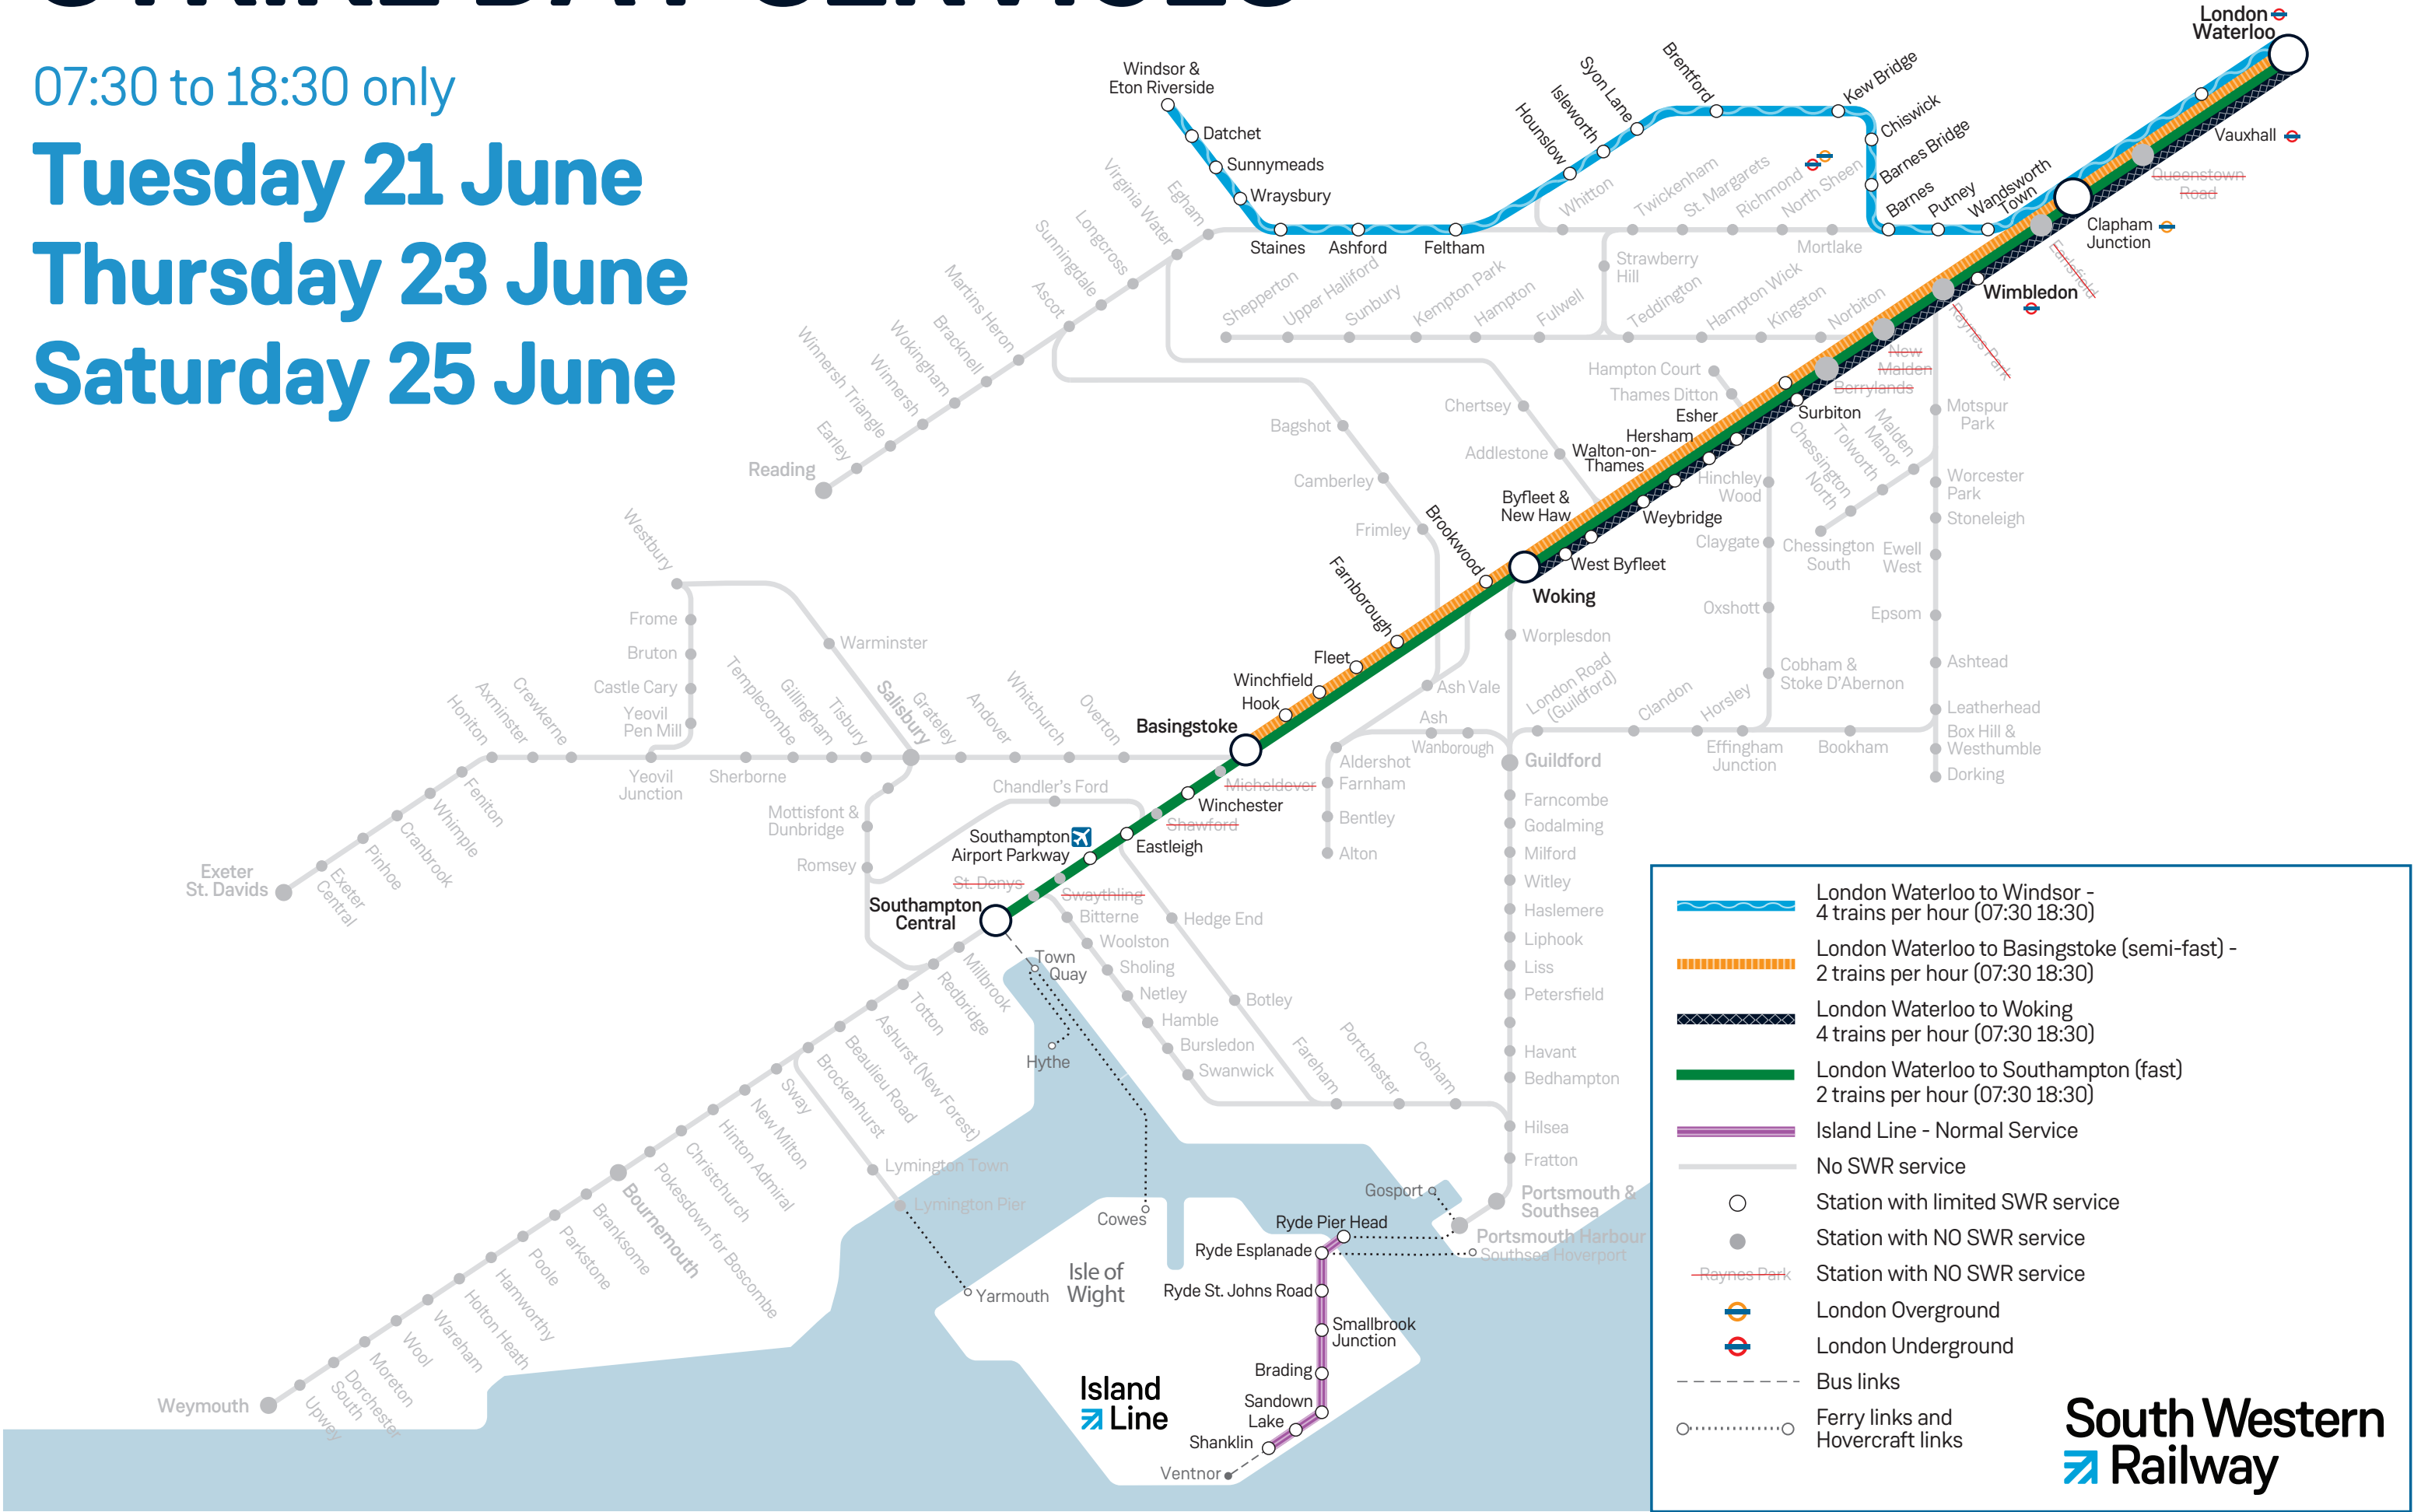 STRIKE DAY SERVICES
07:30 to 18:30 only
Tuesday 21 June
Thursday 23 June
Saturday 25 June
London
Waterloo
Vauxhall
Queenstown
Road
Clapham
Junction
Earlsfield
Wimbledon
Raynes Park
New
Malden
Berrylands
Surbiton
Windsor &
Eton Riverside
Datchet
Sunnymeads
Wraysbury
Staines
Ashford
Feltham
Hounslow
Isleworth
Syon Lane
Brentford
Kew Bridge
Chiswick
Barnes Bridge
Barnes
Putney
Wandsworth
Town
Whitton
Twickenham
St. Margarets
Richmond
North Sheen
Mortlake
Strawberry
Hill
Shepperton
Upper Halliford
Sunbury
Kempton Park
Hampton
Fulwell
Teddington
Hampton Wick
Kingston
Norbiton
Virginia Water
Egham
Longcross
Sunningdale
Ascot
Martins Heron
Bracknell
Wokingham
Winnersh
Winnersh Triangle
Earley
Reading
Bagshot
Camberley
Frimley
Chertsey
Addlestone
Hampton Court
Thames Ditton
Esher
Hersham
Walton-on-
Thames
Weybridge
Byfleet &
New Haw
West Byfleet
Woking
Brookwood
Farnborough
Fleet
Winchfield
Hook
Basingstoke
Hinchley
Wood
Claygate
Oxshott
Cobham &
Stoke D'Abernon
Motspur
Park
Malden
Manor
Tolworth
Chessington
North
Chessington
South
Worcester
Park
Stoneleigh
Ewell
West
Epsom
Ashtead
Leatherhead
Box Hill &
Westhumble
Dorking
Bookham
Effingham
Junction
Horsley
Clandon
London Road
(Guildford)
Worplesdon
Guildford
Ash Vale
Ash
Wanborough
Aldershot
Farnham
Bentley
Alton
Farncombe
Godalming
Milford
Witley
Haslemere
Liphook
Liss
Petersfield
Havant
Bedhampton
Hilsea
Fratton
Portsmouth &
Southsea
Portsmouth Harbour
Southsea Hoverport
Gosport
Westbury
Frome
Bruton
Castle Cary
Yeovil
Pen Mill
Warminster
Yeovil
Junction
Sherborne
Templecombe
Gillingham
Tisbury
Salisbury
Grateley
Andover
Whitchurch
Overton
Crewkerne
Axminster
Honiton
Feniton
Whimple
Cranbrook
Pinhoe
Exeter
Central
Exeter
St. Davids
Micheldever
Winchester
Shawford
Eastleigh
Southampton
Airport Parkway
Swaythling
St. Denys
Southampton
Central
Chandler's Ford
Mottisfont &
Dunbridge
Romsey
Bitterne
Woolston
Sholing
Netley
Hamble
Bursledon
Swanwick
Hedge End
Botley
Fareham
Portchester
Cosham
Town
Quay
Hythe
Millbrook
Redbridge
Totton
Ashurst (New Forest)
Beaulieu Road
Brockenhurst
Lymington Town
Lymington Pier
Sway
New Milton
Hinton Admiral
Christchurch
Pokesdown for Boscombe
Bournemouth
Branksome
Parkstone
Poole
Hamworthy
Holton Heath
Wareham
Wool
Moreton
Dorchester
South
Upwey
Weymouth
Cowes
Yarmouth
Isle of
Wight
Ryde Pier Head
Ryde Esplanade
Ryde St. Johns Road
Smallbrook
Junction
Brading
Sandown
Lake
Shanklin
Ventnor
Island
Line
London Waterloo to Windsor -
4 trains per hour (07:30 18:30)
London Waterloo to Basingstoke (semi-fast) -
2 trains per hour (07:30 18:30)
London Waterloo to Woking
4 trains per hour (07:30 18:30)
London Waterloo to Southampton (fast)
2 trains per hour (07:30 18:30)
Island Line - Normal Service
No SWR service
Station with limited SWR service
Station with NO SWR service
Raynes Park
Station with NO SWR service
London Overground
London Underground
Bus links
Ferry links and
Hovercraft links
South Western
Railway